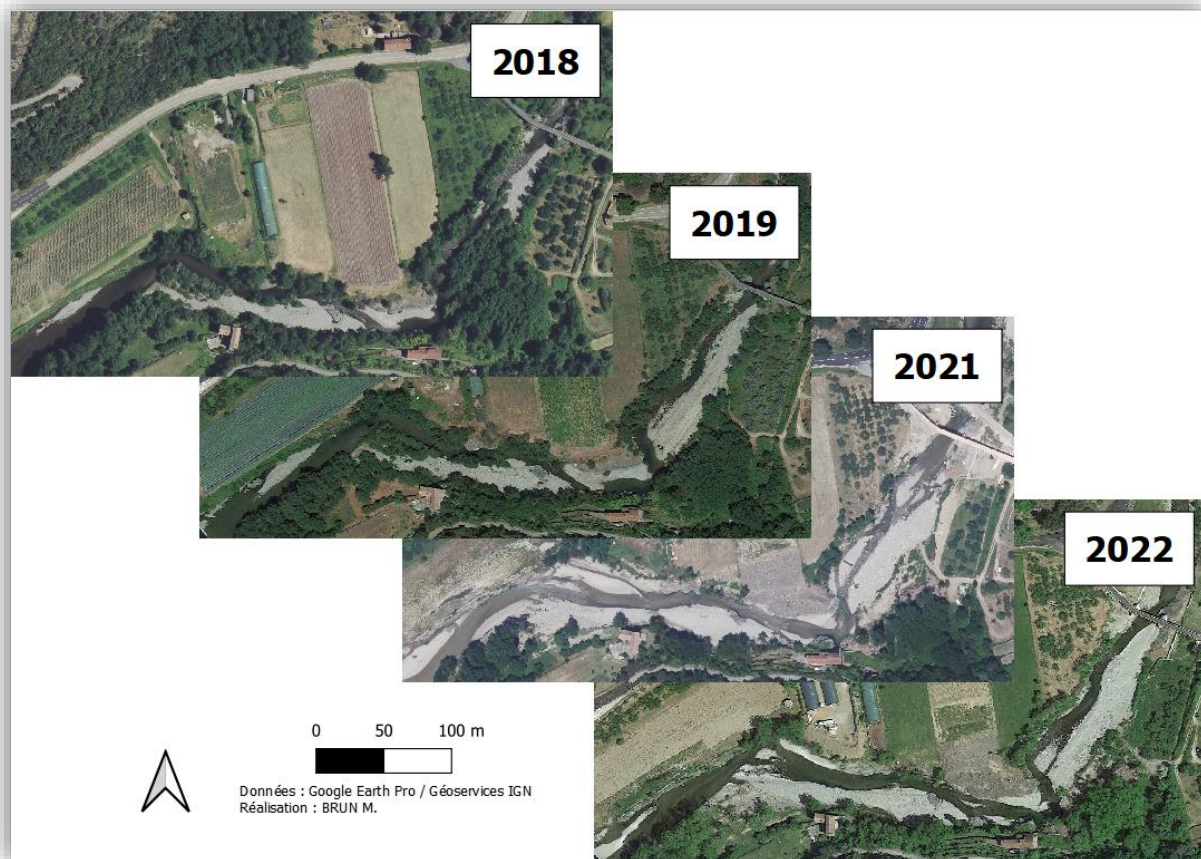 2018
2019
2021
2022
0 50 100 m
Données : Google Earth Pro / Géoservices IGN
Réalisation : BRUN M.